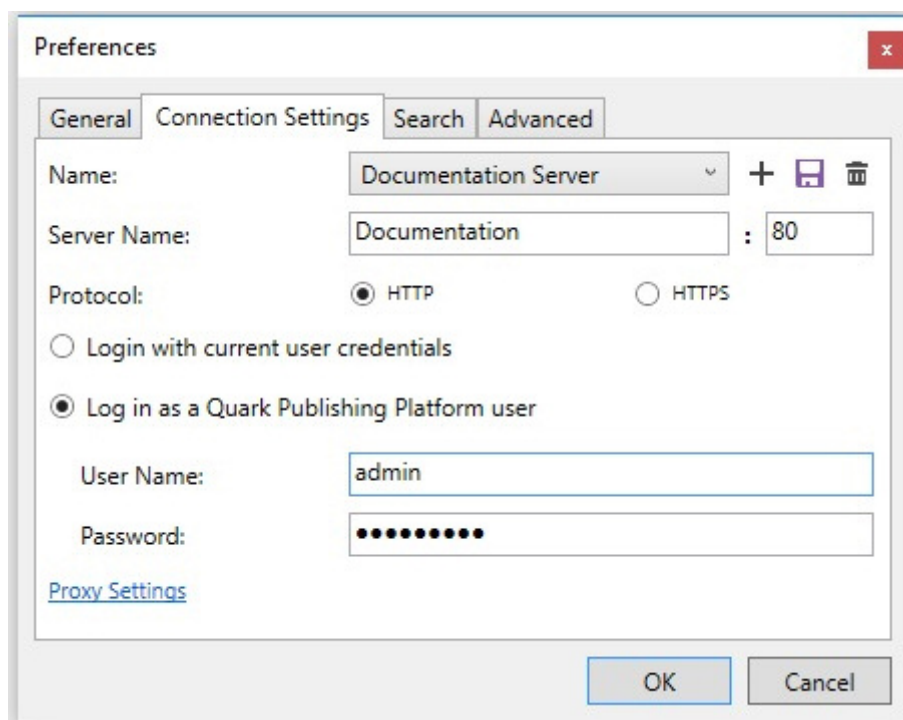 Preferences
x
General Connection Settings Search Advanced
Name: Documentation Server
Server Name: Documentation : 80
Protocol: HTTP HTTPS
Login with current user credentials
Log in as a Quark Publishing Platform user
User Name: admin
Password: •••••••••
Proxy Settings
OK Cancel